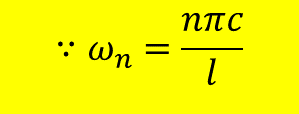 ∵ ωₙ = nπc/l